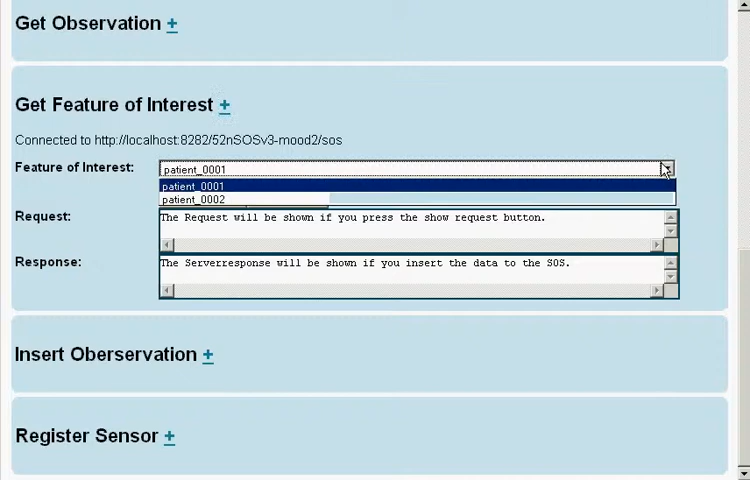 Get Observation +
Get Feature of Interest +
Connected to http://localhost:8282/52nSOSv3-mood2/sos
Feature of Interest: patient_0001
patient_0001
patient_0002
Request: The Request will be shown if you press the show request button.
Response: The Serverresponse will be shown if you insert the data to the SOS.
Insert Oberservation +
Register Sensor +